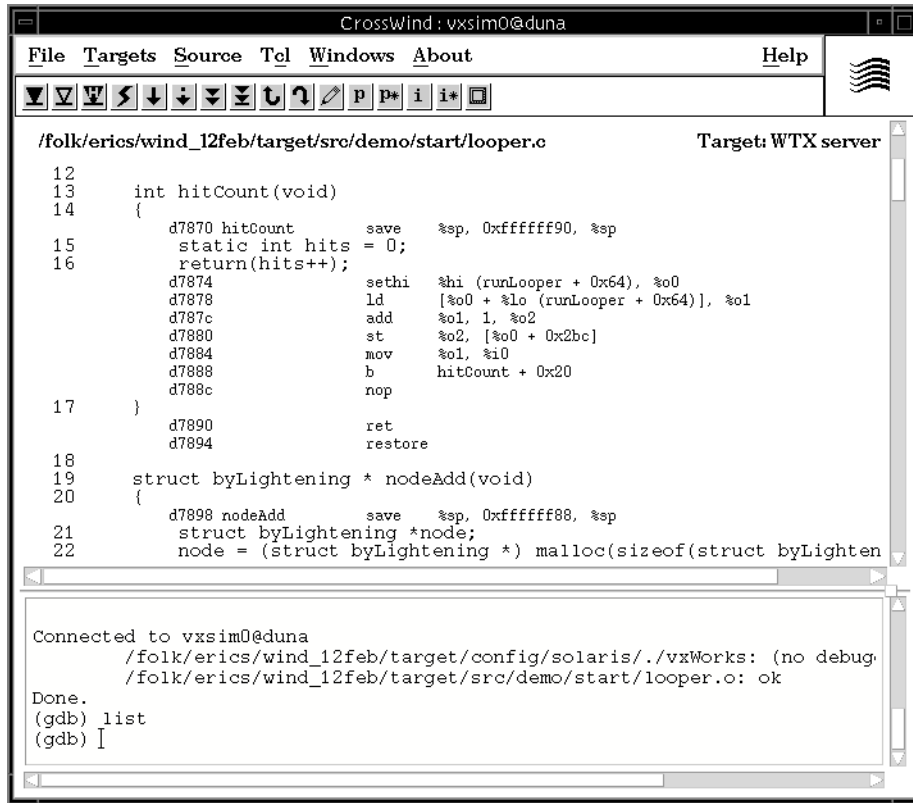 CrossWind : vxsim0@duna
File Targets Source Tcl Windows About Help
p p* i i*
/folk/erics/wind_12feb/target/src/demo/start/looper.c Target: WTX server
12
13 int hitCount(void)
14 {
d7870 hitCount save %sp, 0xffffff90, %sp
15 static int hits = 0;
16 return(hits++);
d7874 sethi %hi (runLooper + 0x64), %o0
d7878 ld [%o0 + %lo (runLooper + 0x64)], %o1
d787c add %o1, 1, %o2
d7880 st %o2, [%o0 + 0x2bc]
d7884 mov %o1, %i0
d7888 b hitCount + 0x20
d788c nop
17 }
d7890 ret
d7894 restore
18
19 struct byLightening * nodeAdd(void)
20 {
d7898 nodeAdd save %sp, 0xffffff88, %sp
21 struct byLightening *node;
22 node = (struct byLightening *) malloc(sizeof(struct byLighten
Connected to vxsim0@duna
/folk/erics/wind_12feb/target/config/solaris/./vxWorks: (no debug
/folk/erics/wind_12feb/target/src/demo/start/looper.o: ok
Done.
(gdb) list
(gdb)